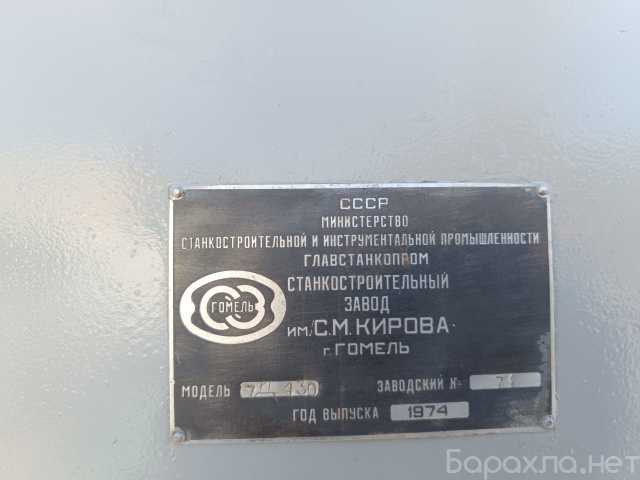 СССР
МИНИСТЕРСТВО
СТАНКОСТРОИТЕЛЬНОЙ И ИНСТРУМЕНТАЛЬНОЙ ПРОМЫШЛЕННОСТИ
ГЛАВСТАНКОПРОМ
ГОМЕЛЬ
СТАНКОСТРОИТЕЛЬНЫЙ
ЗАВОД
ИМ. С.М. КИРОВА
г. ГОМЕЛЬ
МОДЕЛЬ ЗАВОДСКИЙ № 71
ГОД ВЫПУСКА 1974
Барахла.нет